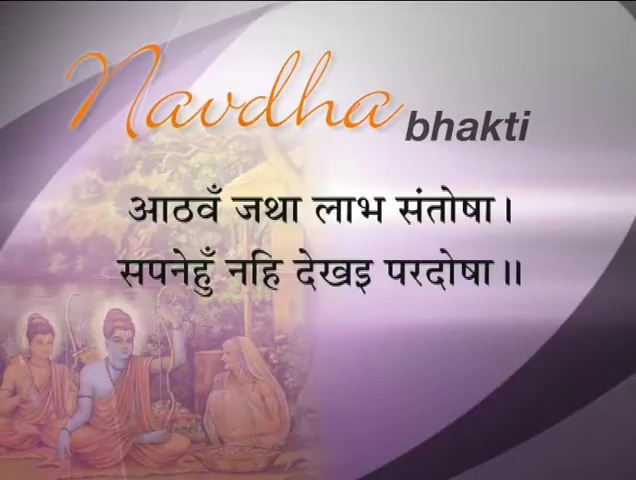 Navdha
bhakti
आठवँ जथा लाभ संतोषा।
सपनेहुँ नहि देखइ परदोषा॥